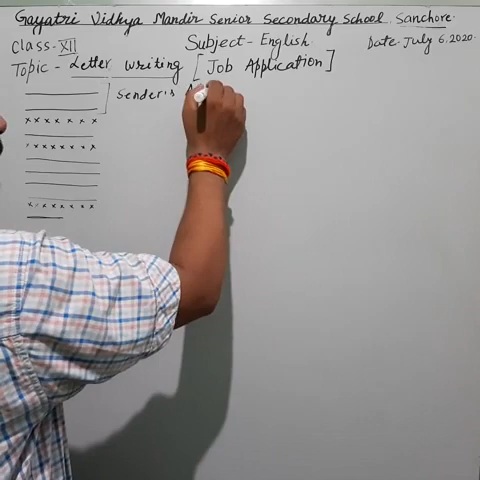 Gayatri Vidhya Mandir Senior Secondary School Sanchore.
Class - XII Subject - English Date. July 6.2020.
Topic - Letter Writing [Job Application]
Sender's A
x x x x x x x
x x x x x x x
x x x x x x x